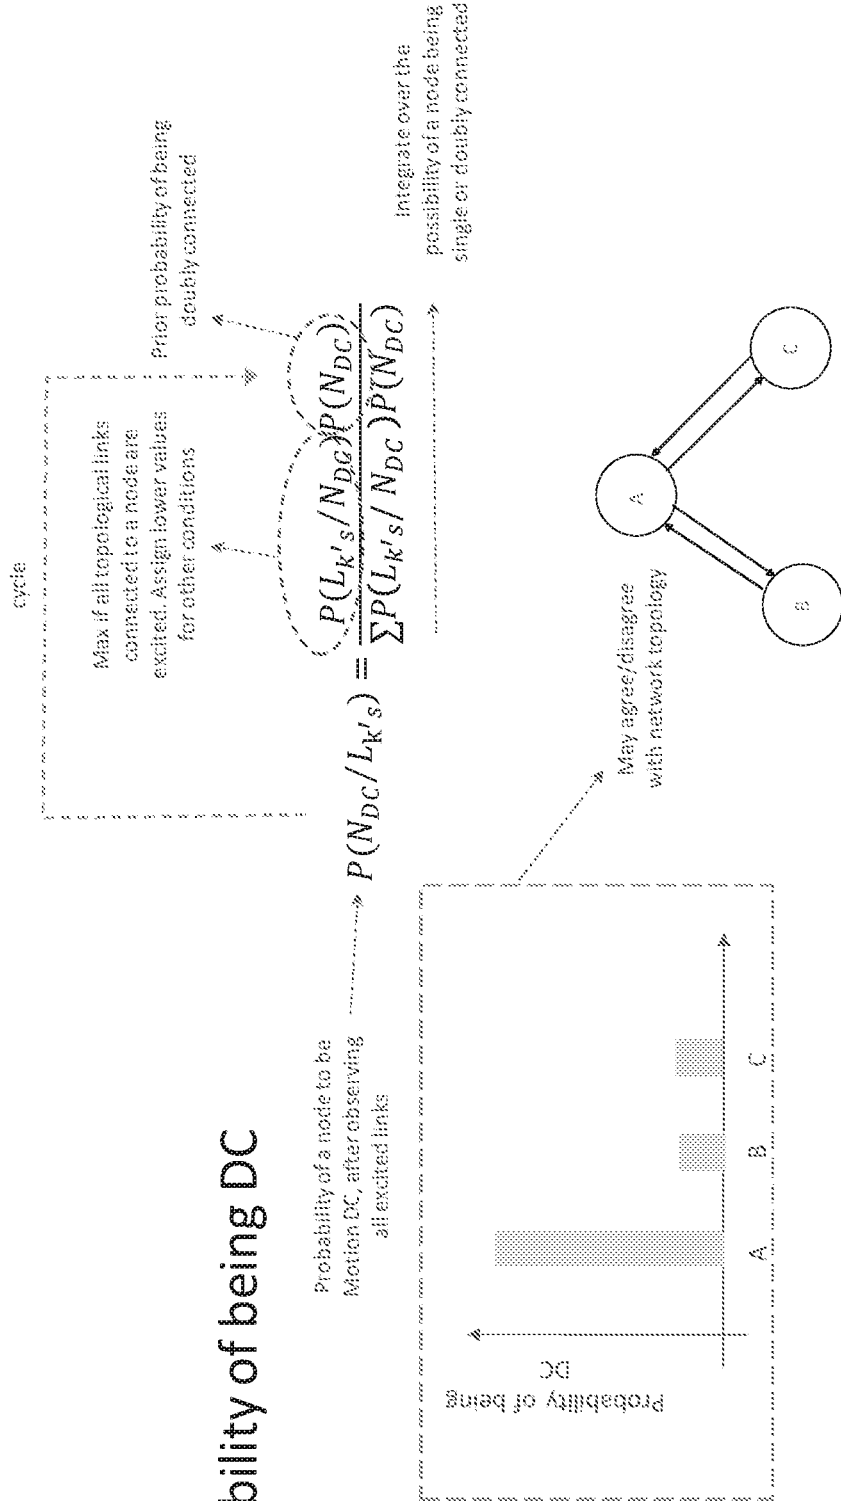 bility of being DC
cycle
Max if all topological links
connected to a node are
excited. Assign lower values
for other conditions
Prior probability of being
doubly connected
Probability of a node to be
Motion DC, after observing
all excited links
P(N_DC/L_k's) = P(L_k's/N_DC)P(N_DC)
∑P(L_k's/ N_DC )P(N_DC)
Integrate over the
possibility of a node being
single or doubly connected
Probability of being
DC
A B C
May agree/disagree
with network topology
A
B
C